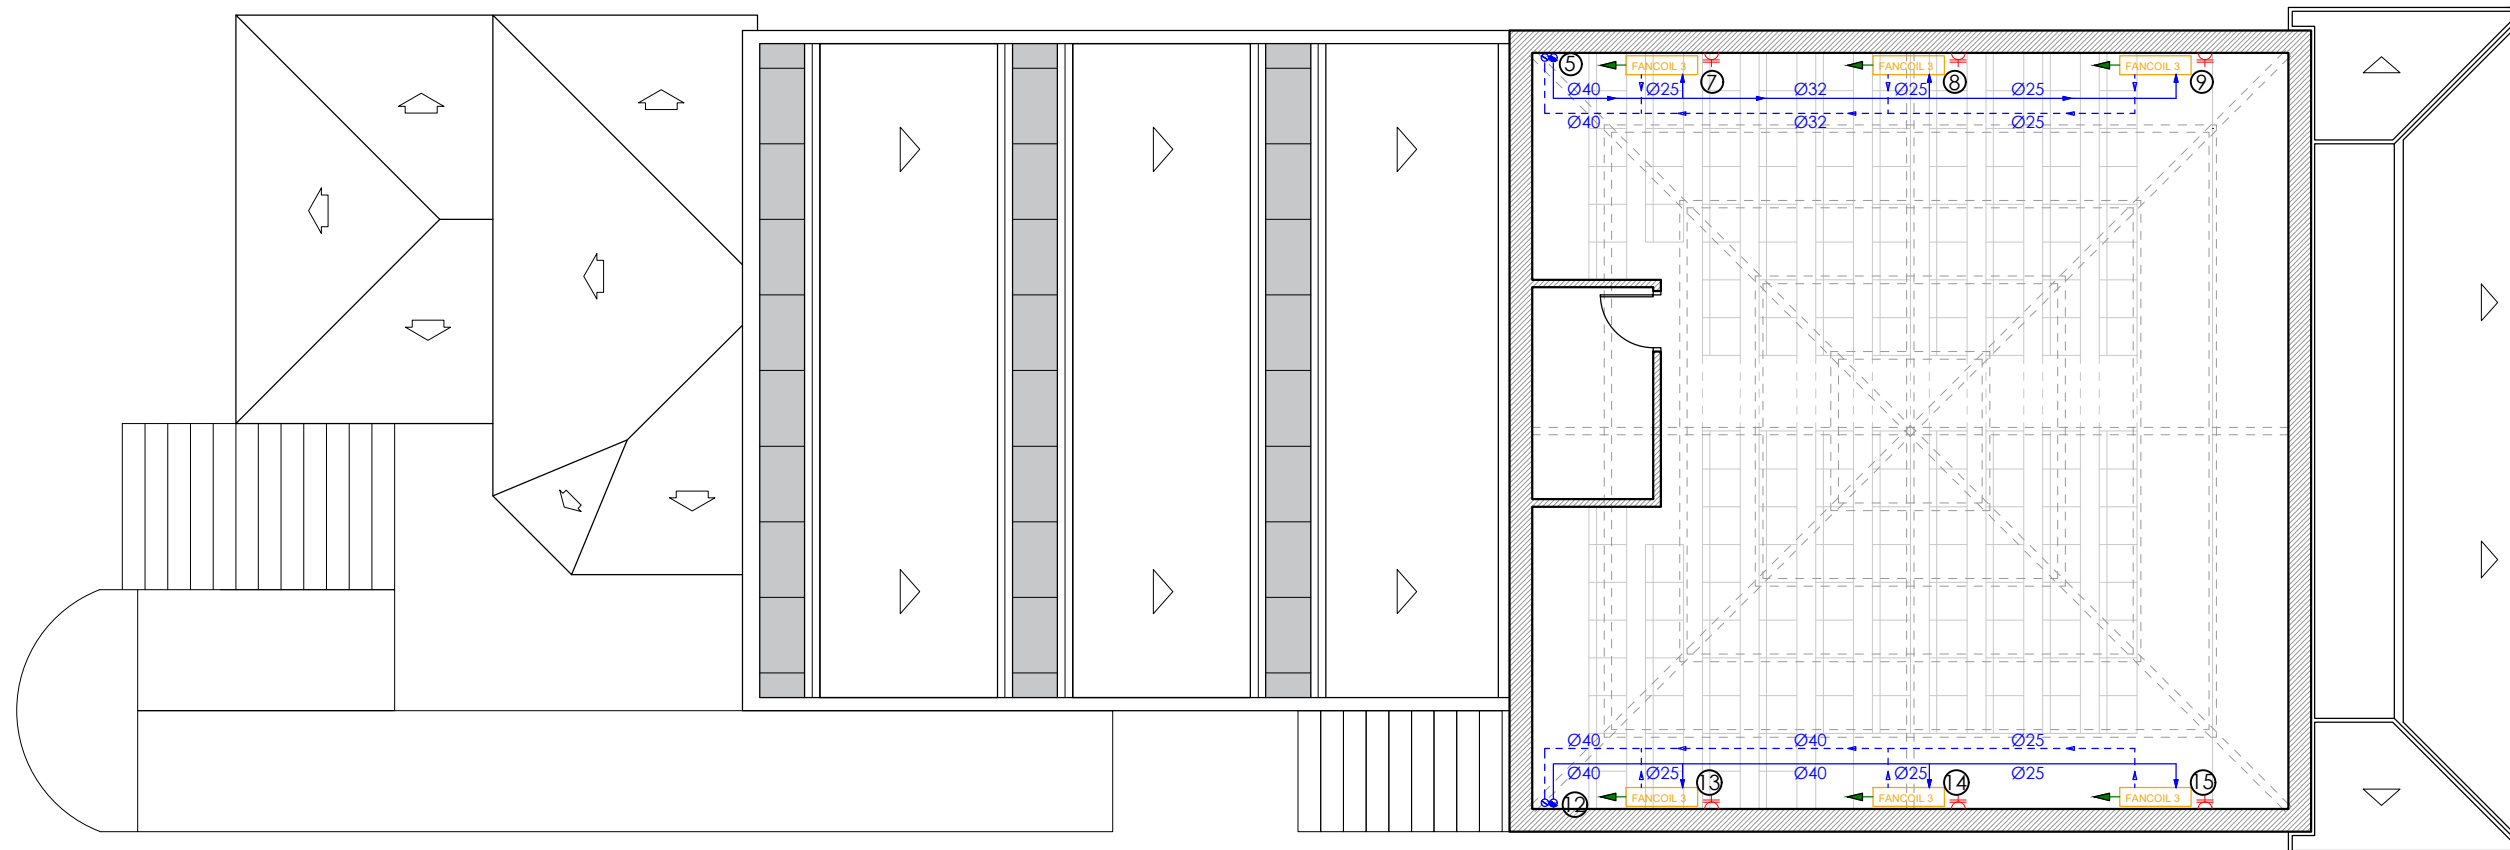 5 FANCOIL 3 7 FANCOIL 3 8 FANCOIL 3 9
Ø40 Ø25 Ø32 Ø25 Ø25
Ø40 Ø32 Ø25
Ø40 Ø40 Ø25
Ø40 Ø25 Ø40 Ø25 Ø25
12 FANCOIL 3 13 FANCOIL 3 14 FANCOIL 3 15